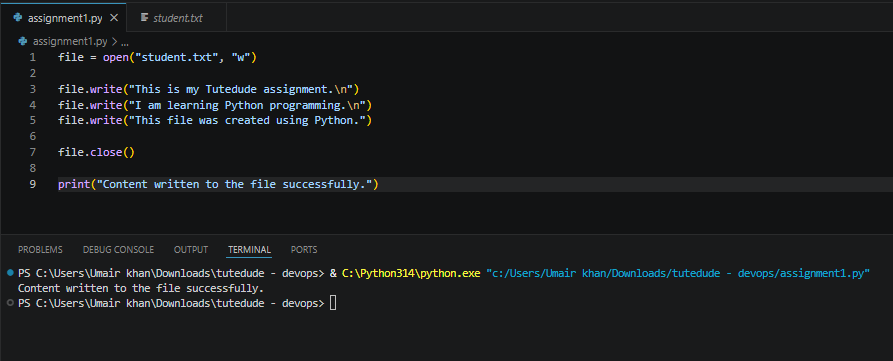 assignment1.py
student.txt
assignment1.py > ...
1 file = open("student.txt", "w")
2
3 file.write("This is my Tutedude assignment.\n")
4 file.write("I am learning Python programming.\n")
5 file.write("This file was created using Python.")
6
7 file.close()
8
9 print("Content written to the file successfully.")
PROBLEMS DEBUG CONSOLE OUTPUT TERMINAL PORTS
PS C:\Users\Umair khan\Downloads\tutedude - devops> & C:\Python314\python.exe "c:/Users/Umair khan/Downloads/tutedude - devops/assignment1.py"
Content written to the file successfully.
PS C:\Users\Umair khan\Downloads\tutedude - devops>